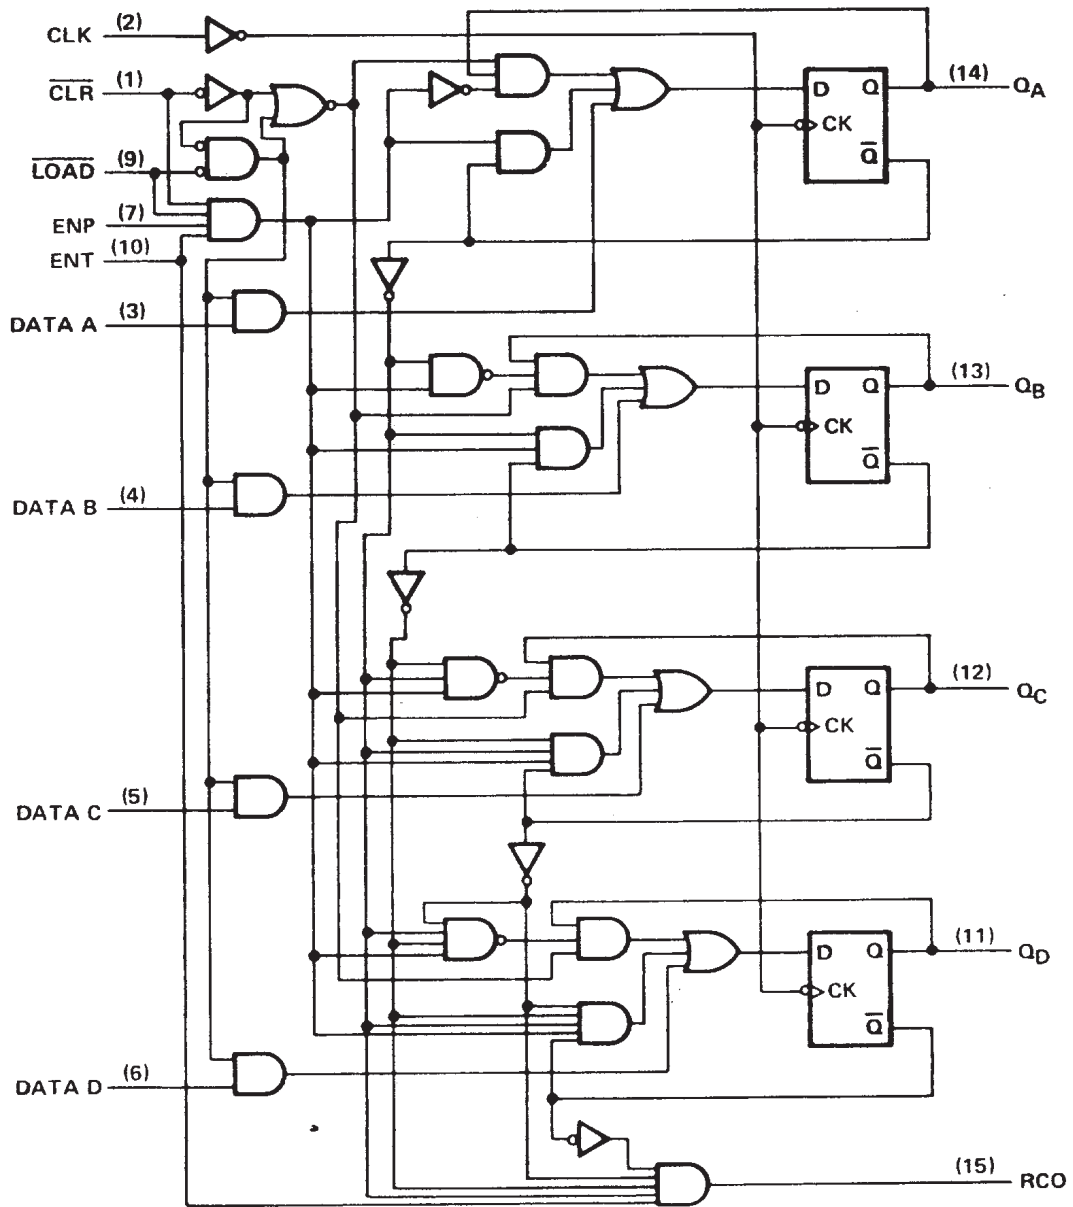 CLK (2)
CLR (1)
LOAD (9)
ENP (7)
ENT (10)
D Q (14) QA
CK
Q
DATA A (3)
D Q (13) QB
CK
Q
DATA B (4)
D Q (12) QC
CK
Q
DATA C (5)
D Q (11) QD
CK
Q
DATA D (6)
(15) RCO